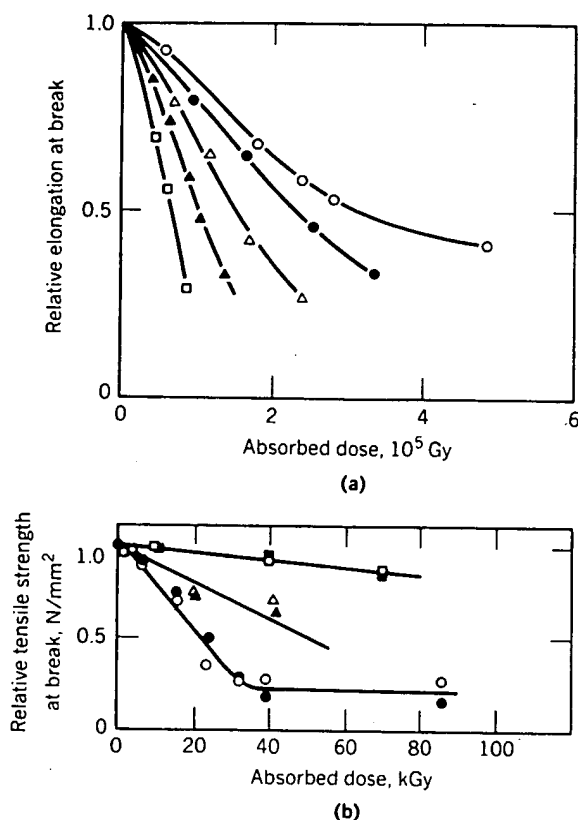 1.0
0.5
0
Relative elongation at break
0
2
4
.6
Absorbed dose, 10⁵ Gy
(a)
1.0
0.5
0
Relative tensile strength
at break, N/mm²
0
20
40
60
80
100
Absorbed dose, kGy
(b)